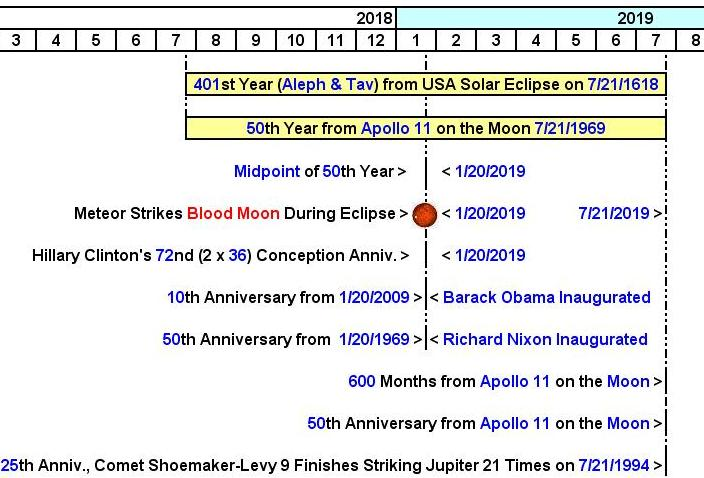 2018 2019
3 4 5 6 7 8 9 10 11 12 1 2 3 4 5 6 7 8
401st Year (Aleph & Tav) from USA Solar Eclipse on 7/21/1618
50th Year from Apollo 11 on the Moon 7/21/1969
Midpoint of 50th Year > < 1/20/2019
Meteor Strikes Blood Moon During Eclipse > < 1/20/2019 7/21/2019 >
Hillary Clinton's 72nd (2 x 36) Conception Anniv. > < 1/20/2019
10th Anniversary from 1/20/2009 > < Barack Obama Inaugurated
50th Anniversary from 1/20/1969 > < Richard Nixon Inaugurated
600 Months from Apollo 11 on the Moon >
50th Anniversary from Apollo 11 on the Moon >
25th Anniv., Comet Shoemaker-Levy 9 Finishes Striking Jupiter 21 Times on 7/21/1994 >